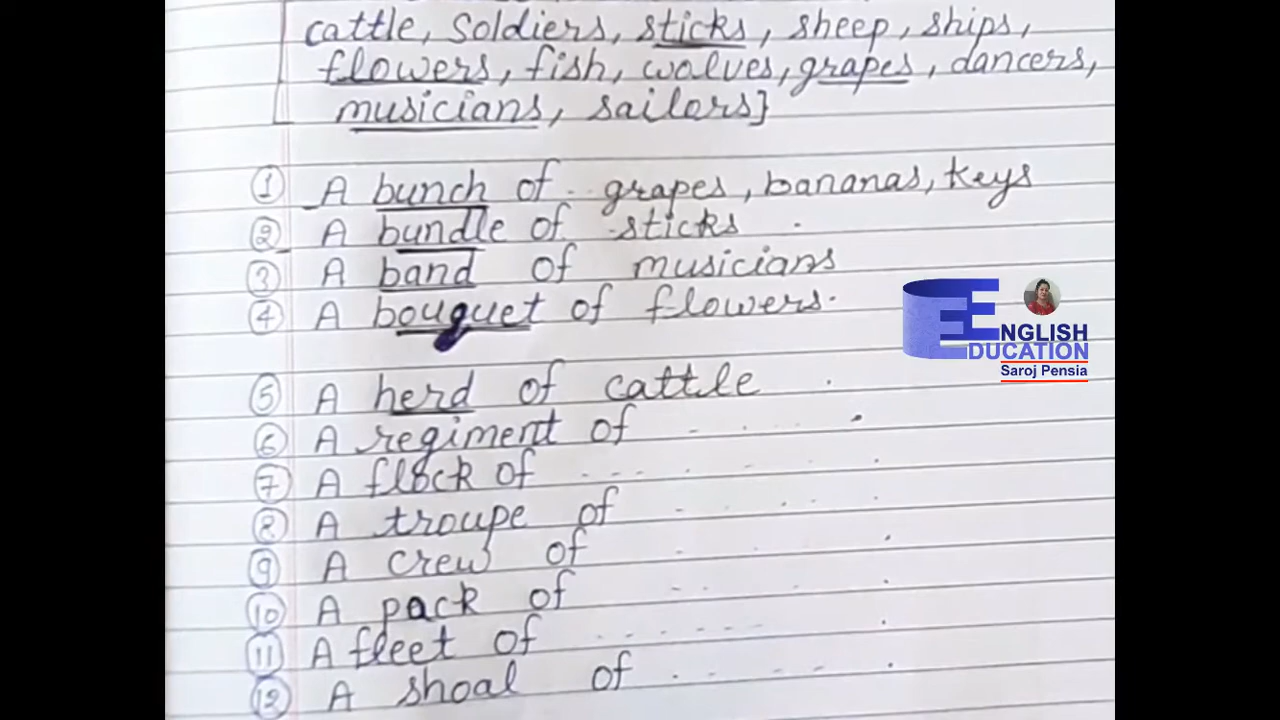 cattle, soldiers, sticks, sheep, ships,
flowers, fish, wolves, grapes, dancers,
musicians, sailors}
① A bunch of .. grapes, bananas, keys
② A bundle of .sticks .
③ A band of musicians
④ A bouquet of flowers.
⑤ A herd of cattle .
⑥ A regiment of - . . . . .
⑦ A flock of . - - . - . .
⑧ A troupe of - . . . .
⑨ A crew of . . .
⑩ A pack of - - .
⑪ A fleet of . . . - - - .
⑫ A shoal of . - - - .
ENGLISH
EDUCATION
Saroj Pensia